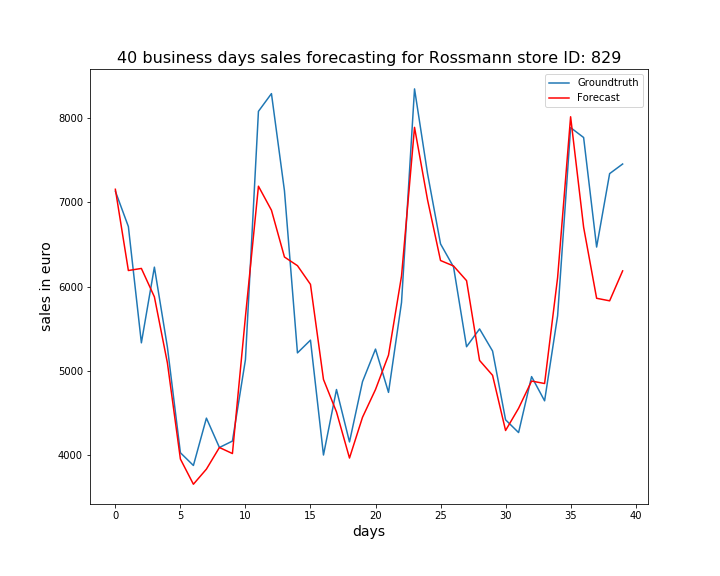 40 business days sales forecasting for Rossmann store ID: 829
Groundtruth
Forecast
8000
7000
6000
5000
4000
sales in euro
0 5 10 15 20 25 30 35 40
days